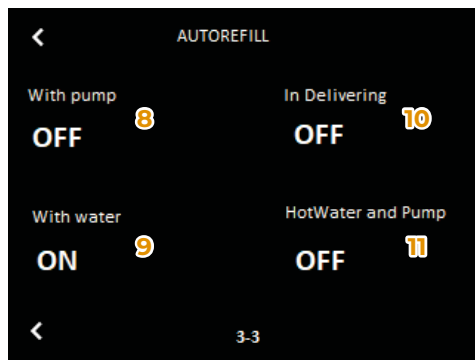 AUTOREFILL
With pump
OFF
8
In Delivering
OFF
10
With water
ON
9
HotWater and Pump
OFF
11
3-3